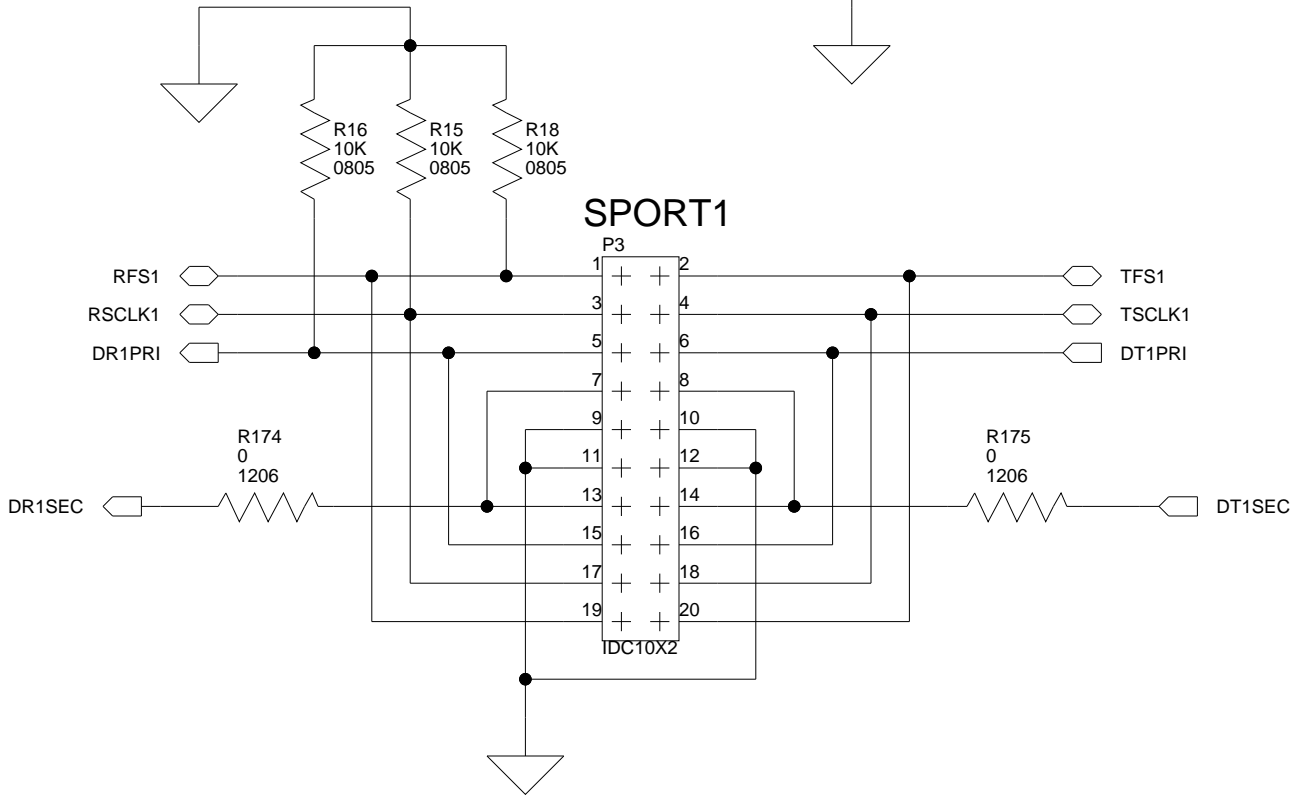 R16
10K
0805
R15
10K
0805
R18
10K
0805
SPORT1
P3
RFS1
1
2
TFS1
RSCLK1
3
4
TSCLK1
DR1PRI
5
6
DT1PRI
7
8
9
10
R174
0
1206
R175
0
1206
11
12
DR1SEC
13
14
DT1SEC
15
16
17
18
19
20
IDC10X2